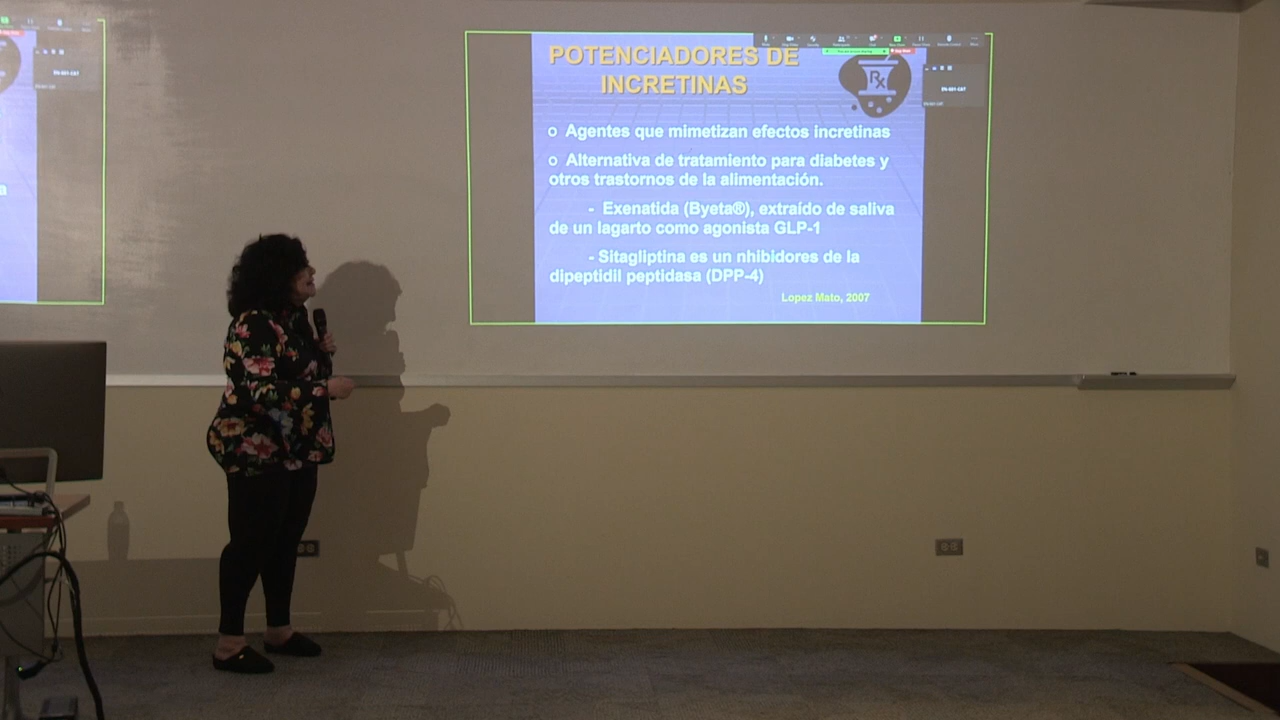 POTENCIADORES DE
INCRETINAS
Rx
o Agentes que mimetizan efectos incretinas
o Alternativa de tratamiento para diabetes y
otros trastornos de la alimentación.
- Exenatida (Byeta®), extraído de saliva
de un lagarto como agonista GLP-1
- Sitagliptina es un nhibidores de la
dipeptidil peptidasa (DPP-4)
Lopez Mato, 2007
a